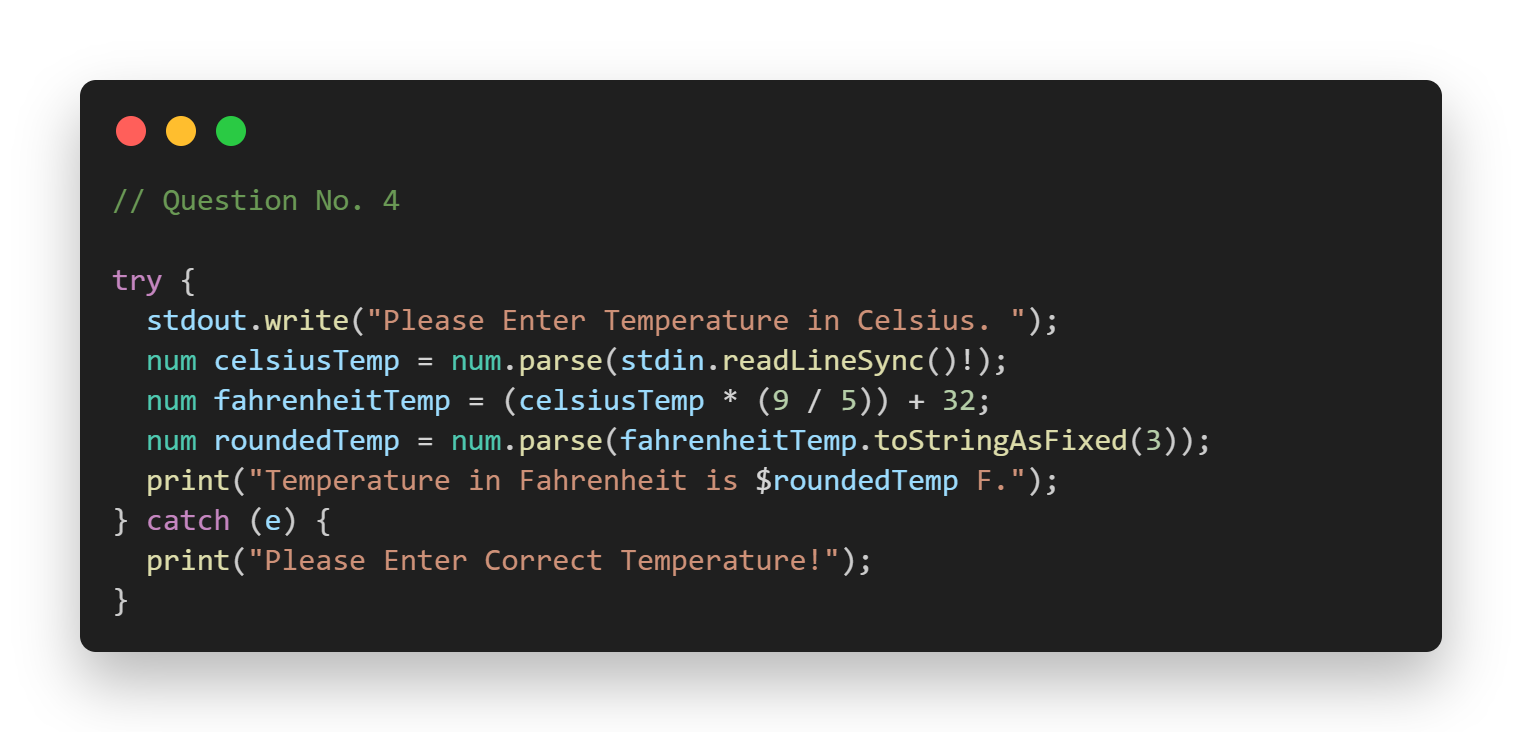 // Question No. 4

try {
  stdout.write("Please Enter Temperature in Celsius. ");
  num celsiusTemp = num.parse(stdin.readLineSync()!);
  num fahrenheitTemp = (celsiusTemp * (9 / 5)) + 32;
  num roundedTemp = num.parse(fahrenheitTemp.toStringAsFixed(3));
  print("Temperature in Fahrenheit is $roundedTemp F.");
} catch (e) {
  print("Please Enter Correct Temperature!");
}